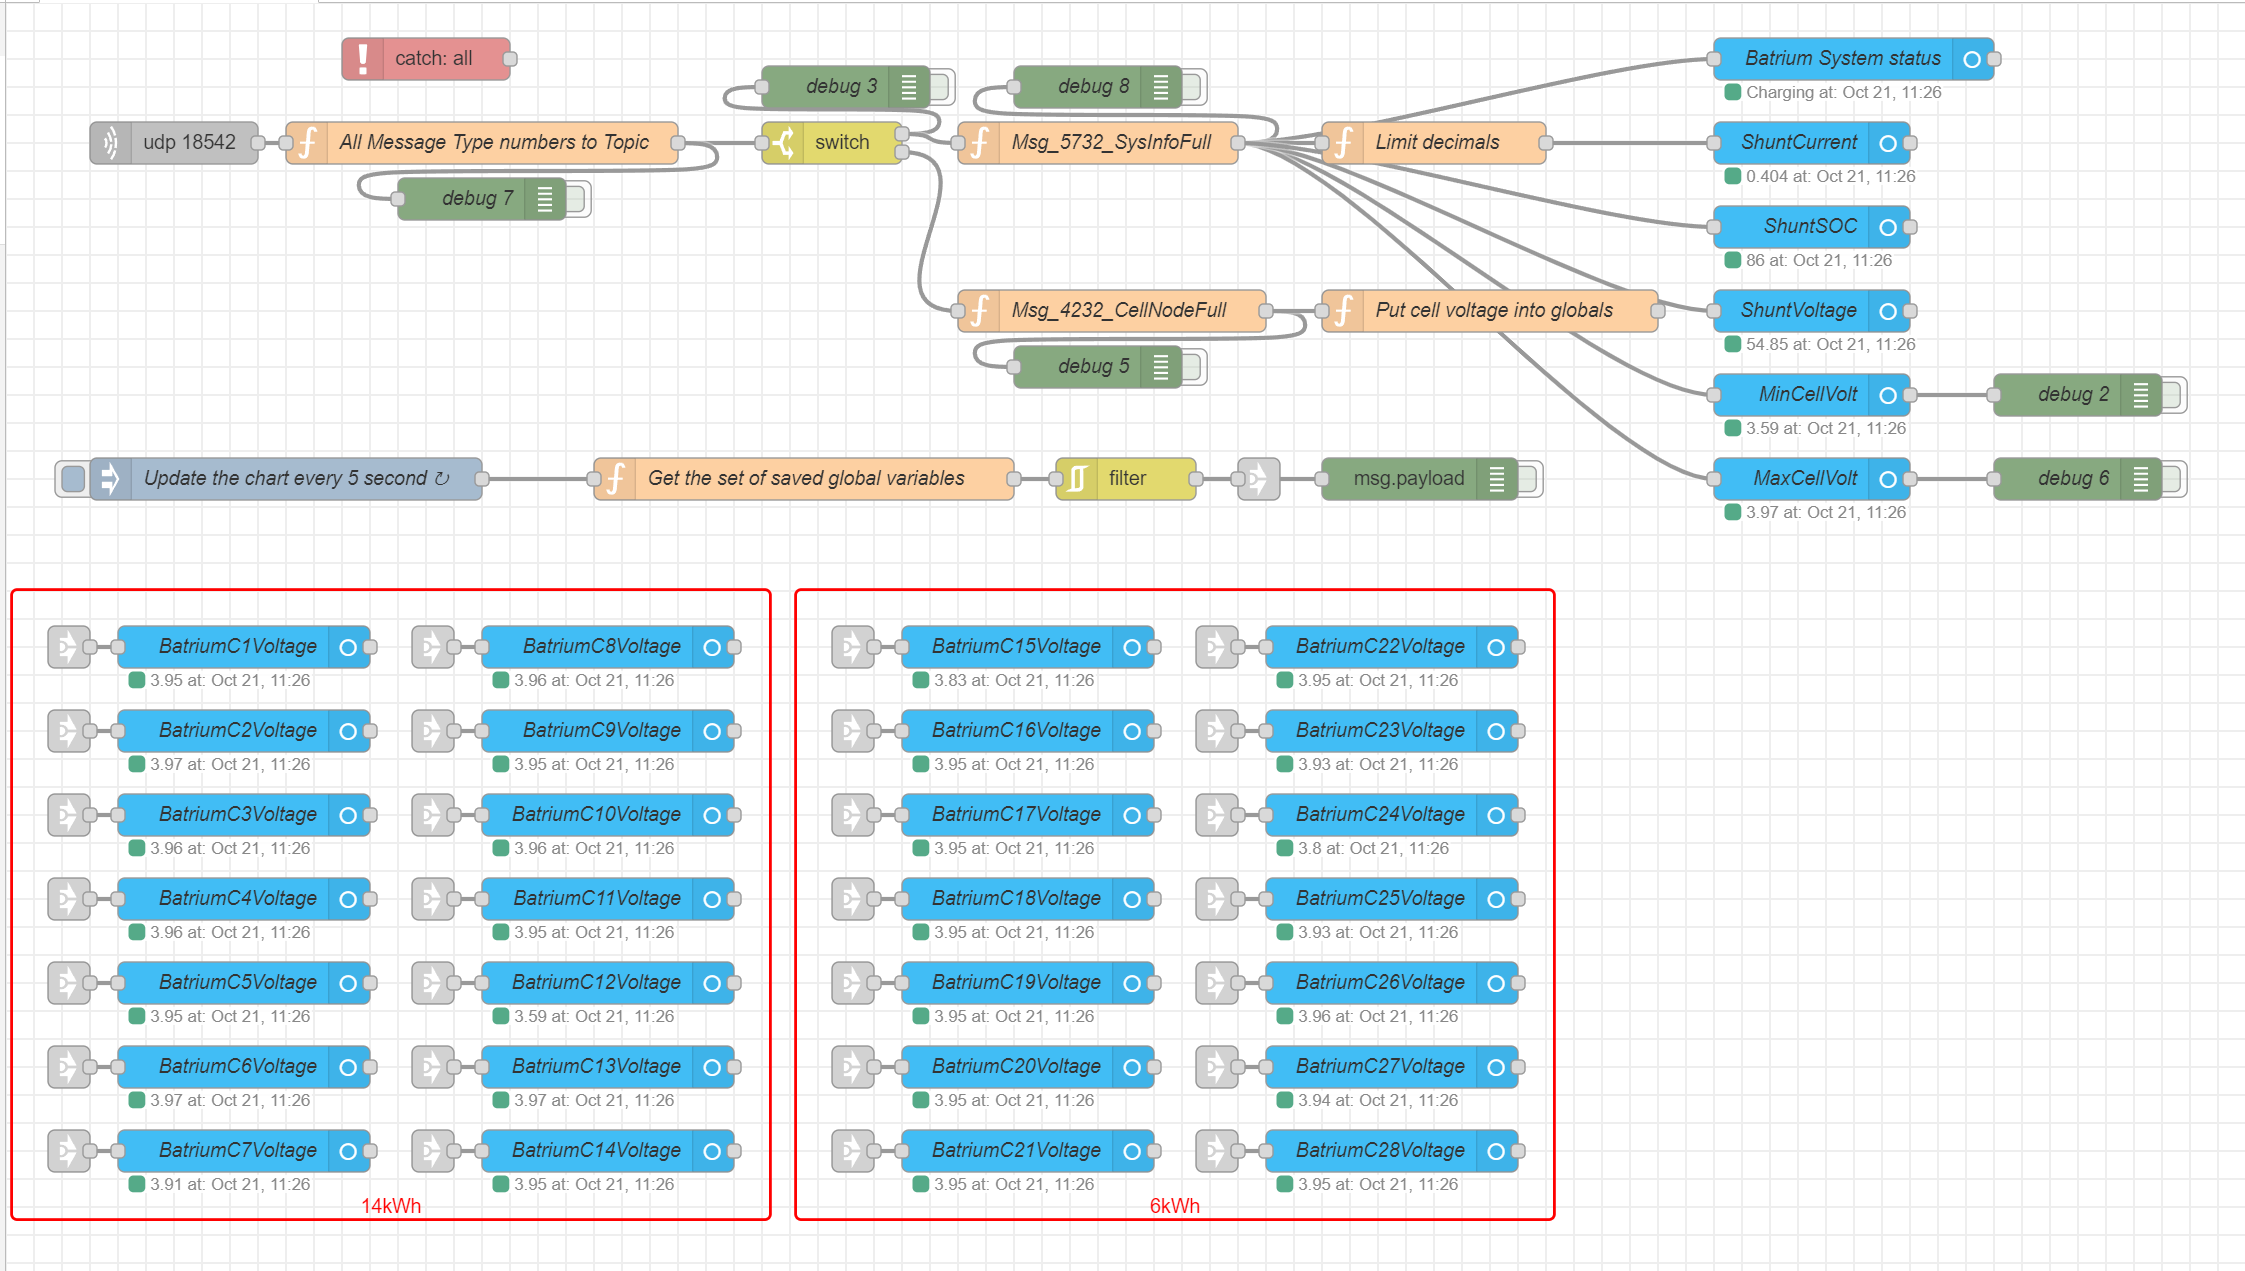 catch: all
debug 3
debug 8
Batrium System status
Charging at: Oct 21, 11:26
udp 18542
All Message Type numbers to Topic
switch
Msg_5732_SysInfoFull
Limit decimals
ShuntCurrent
0.404 at: Oct 21, 11:26
debug 7
ShuntSOC
86 at: Oct 21, 11:26
Msg_4232_CellNodeFull
Put cell voltage into globals
ShuntVoltage
54.85 at: Oct 21, 11:26
debug 5
MinCellVolt
3.59 at: Oct 21, 11:26
debug 2
Update the chart every 5 second ↻
Get the set of saved global variables
filter
msg.payload
MaxCellVolt
3.97 at: Oct 21, 11:26
debug 6
BatriumC1Voltage
3.95 at: Oct 21, 11:26
BatriumC2Voltage
3.97 at: Oct 21, 11:26
BatriumC3Voltage
3.96 at: Oct 21, 11:26
BatriumC4Voltage
3.96 at: Oct 21, 11:26
BatriumC5Voltage
3.95 at: Oct 21, 11:26
BatriumC6Voltage
3.97 at: Oct 21, 11:26
BatriumC7Voltage
3.91 at: Oct 21, 11:26
BatriumC8Voltage
3.96 at: Oct 21, 11:26
BatriumC9Voltage
3.95 at: Oct 21, 11:26
BatriumC10Voltage
3.96 at: Oct 21, 11:26
BatriumC11Voltage
3.95 at: Oct 21, 11:26
BatriumC12Voltage
3.59 at: Oct 21, 11:26
BatriumC13Voltage
3.97 at: Oct 21, 11:26
BatriumC14Voltage
3.95 at: Oct 21, 11:26
14kWh
BatriumC15Voltage
3.83 at: Oct 21, 11:26
BatriumC16Voltage
3.95 at: Oct 21, 11:26
BatriumC17Voltage
3.95 at: Oct 21, 11:26
BatriumC18Voltage
3.95 at: Oct 21, 11:26
BatriumC19Voltage
3.95 at: Oct 21, 11:26
BatriumC20Voltage
3.95 at: Oct 21, 11:26
BatriumC21Voltage
3.95 at: Oct 21, 11:26
BatriumC22Voltage
3.95 at: Oct 21, 11:26
BatriumC23Voltage
3.93 at: Oct 21, 11:26
BatriumC24Voltage
3.8 at: Oct 21, 11:26
BatriumC25Voltage
3.93 at: Oct 21, 11:26
BatriumC26Voltage
3.96 at: Oct 21, 11:26
BatriumC27Voltage
3.94 at: Oct 21, 11:26
BatriumC28Voltage
3.95 at: Oct 21, 11:26
6kWh